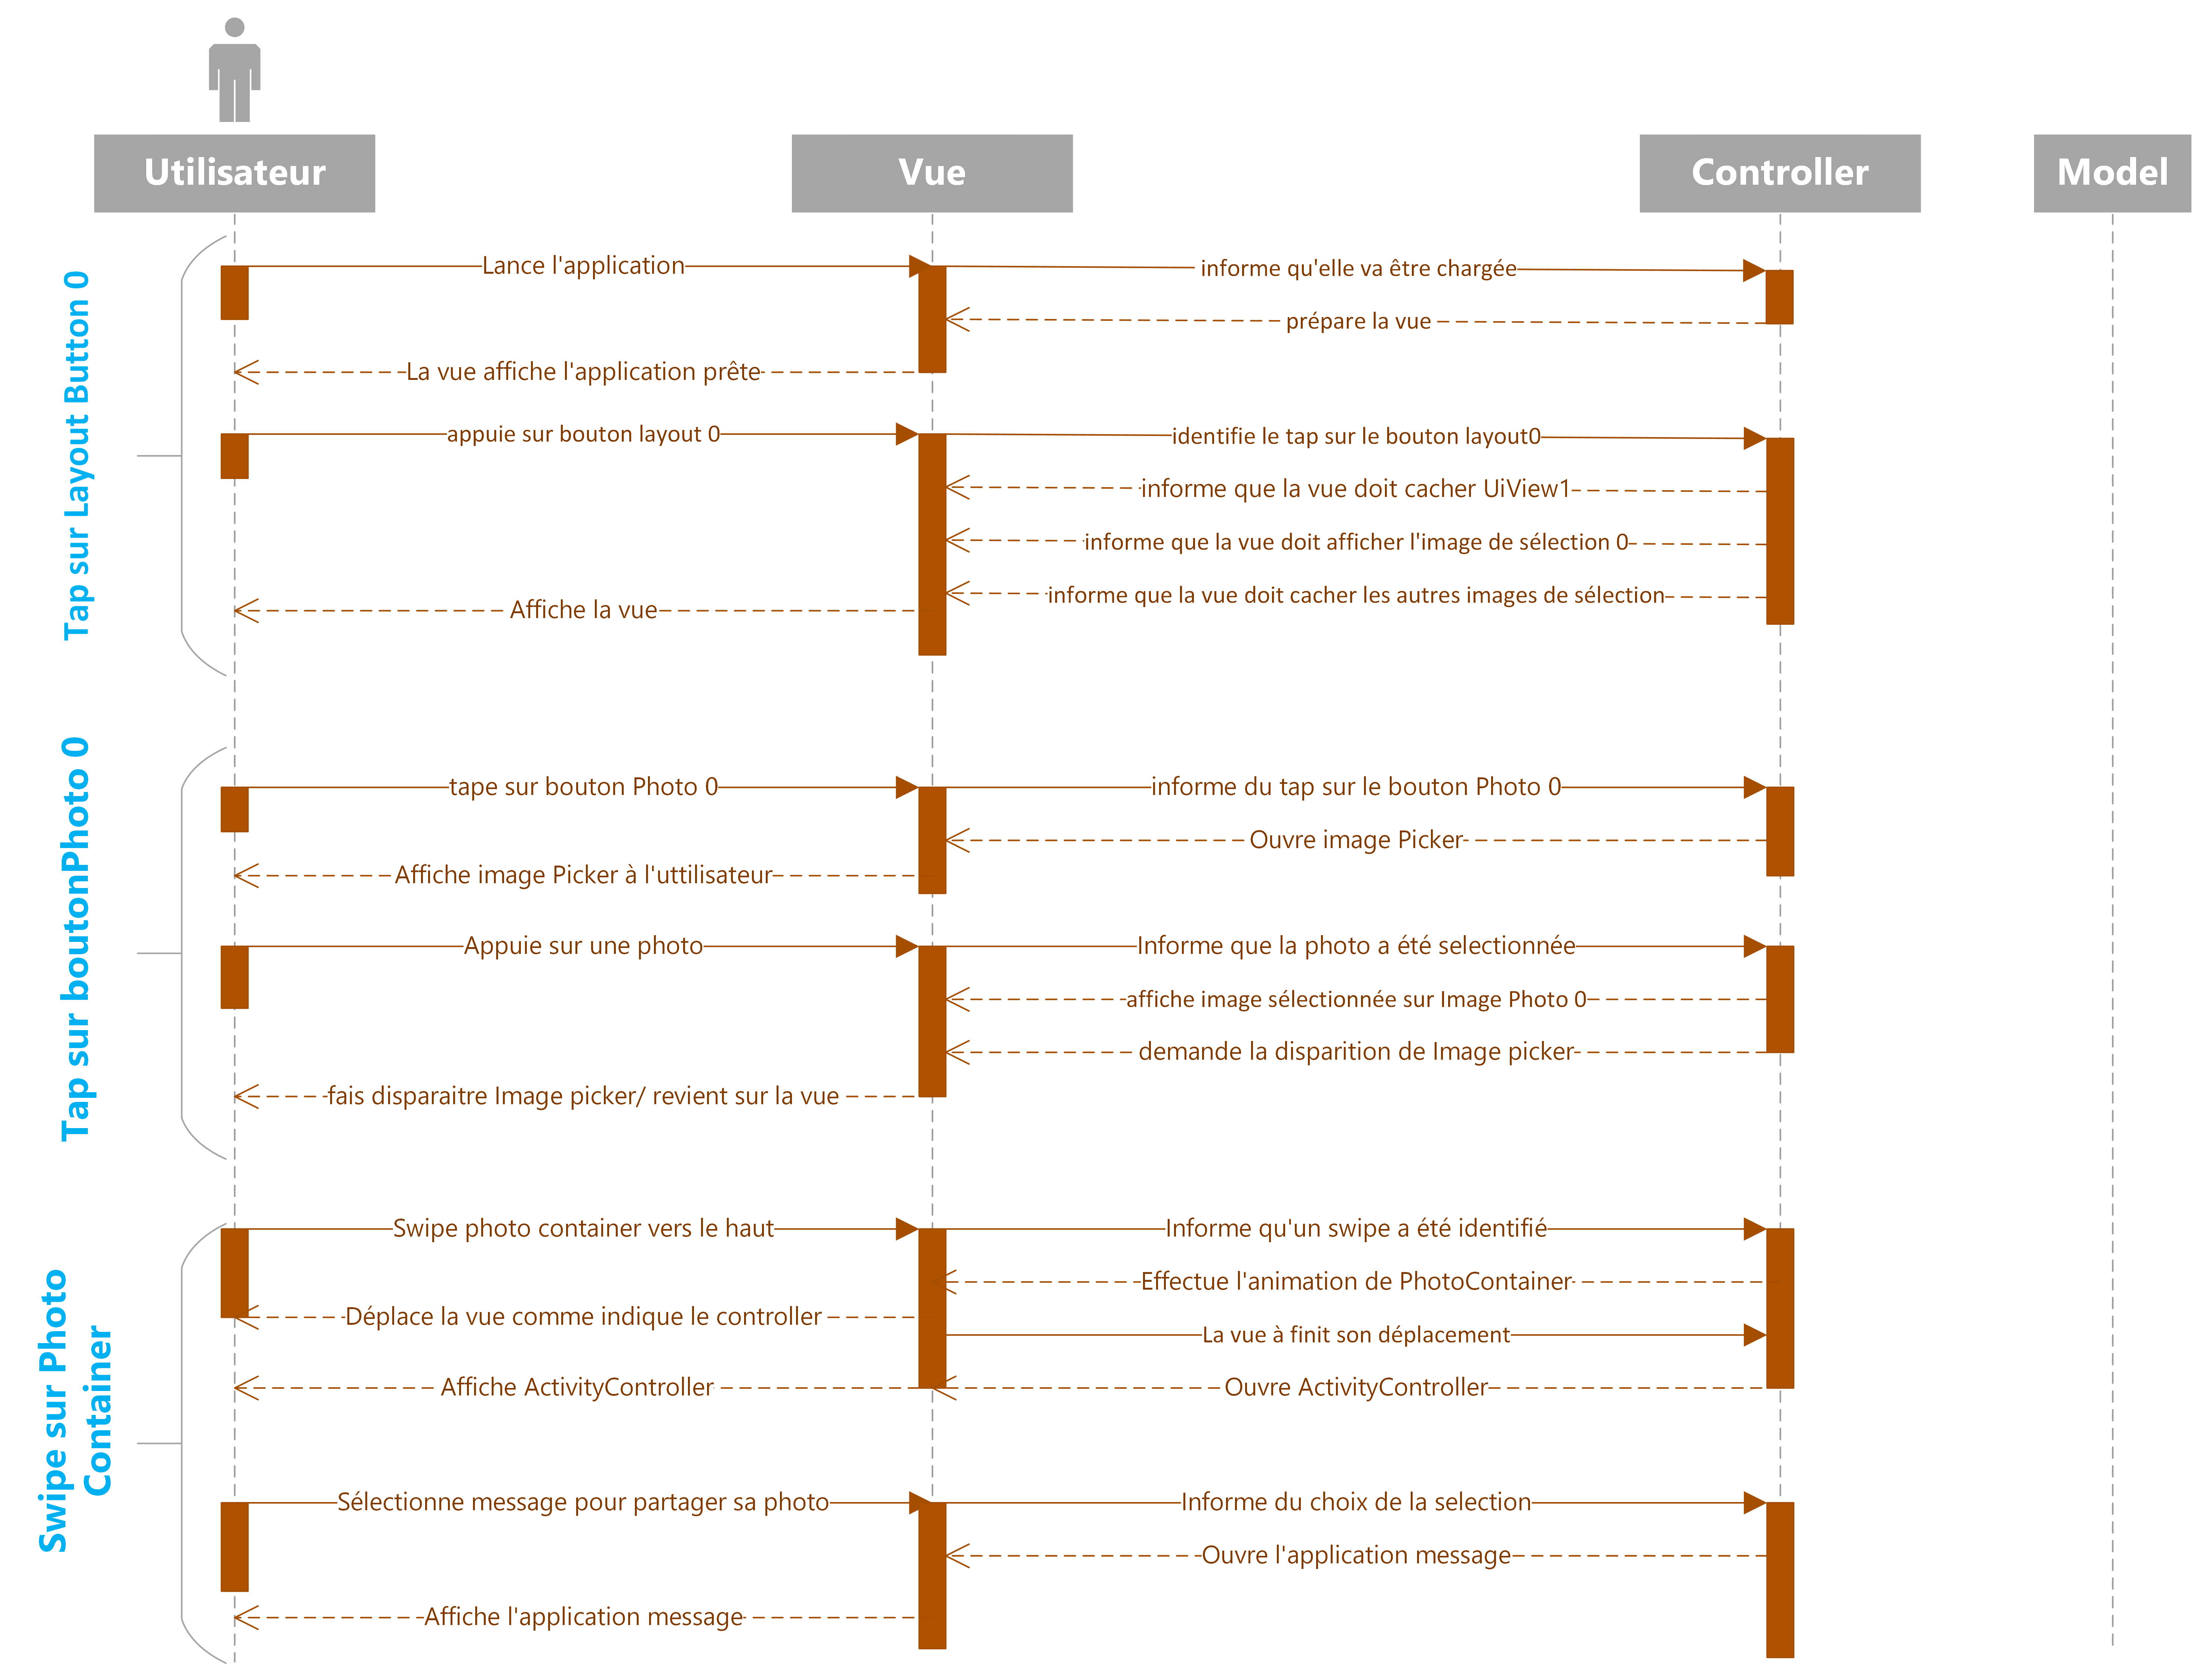 Utilisateur
Vue
Controller
Model
Tap sur Layout Button 0
Lance l'application
informe qu'elle va être chargée
prépare la vue
La vue affiche l'application prête
appuie sur bouton layout 0
identifie le tap sur le bouton layout0
informe que la vue doit cacher UiView1
informe que la vue doit afficher l'image de sélection 0
informe que la vue doit cacher les autres images de sélection
Affiche la vue
Tap sur boutonPhoto 0
tape sur bouton Photo 0
informe du tap sur le bouton Photo 0
Ouvre image Picker
Affiche image Picker à l'uttilisateur
Appuie sur une photo
Informe que la photo a été selectionnée
affiche image sélectionnée sur Image Photo 0
demande la disparition de Image picker
fais disparaitre Image picker/ revient sur la vue
Swipe sur Photo
Container
Swipe photo container vers le haut
Informe qu'un swipe a été identifié
Effectue l'animation de PhotoContainer
Déplace la vue comme indique le controller
La vue à finit son déplacement
Affiche ActivityController
Ouvre ActivityController
Sélectionne message pour partager sa photo
Informe du choix de la selection
Ouvre l'application message
Affiche l'application message